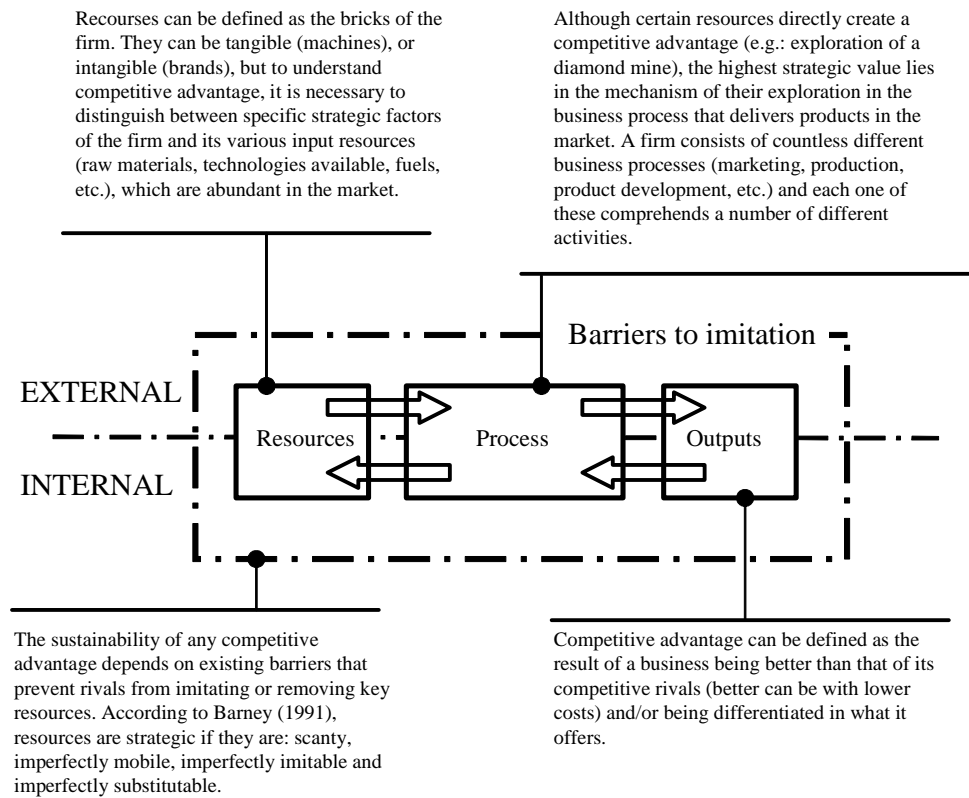 Recourses can be defined as the bricks of the
firm. They can be tangible (machines), or
intangible (brands), but to understand
competitive advantage, it is necessary to
distinguish between specific strategic factors
of the firm and its various input resources
(raw materials, technologies available, fuels,
etc.), which are abundant in the market.
Although certain resources directly create a
competitive advantage (e.g.: exploration of a
diamond mine), the highest strategic value lies
in the mechanism of their exploration in the
business process that delivers products in the
market. A firm consists of countless different
business processes (marketing, production,
product development, etc.) and each one of
these comprehends a number of different
activities.
Barriers to imitation
EXTERNAL
Resources
Process
Outputs
INTERNAL
The sustainability of any competitive
advantage depends on existing barriers that
prevent rivals from imitating or removing key
resources. According to Barney (1991),
resources are strategic if they are: scanty,
imperfectly mobile, imperfectly imitable and
imperfectly substitutable.
Competitive advantage can be defined as the
result of a business being better than that of its
competitive rivals (better can be with lower
costs) and/or being differentiated in what it
offers.